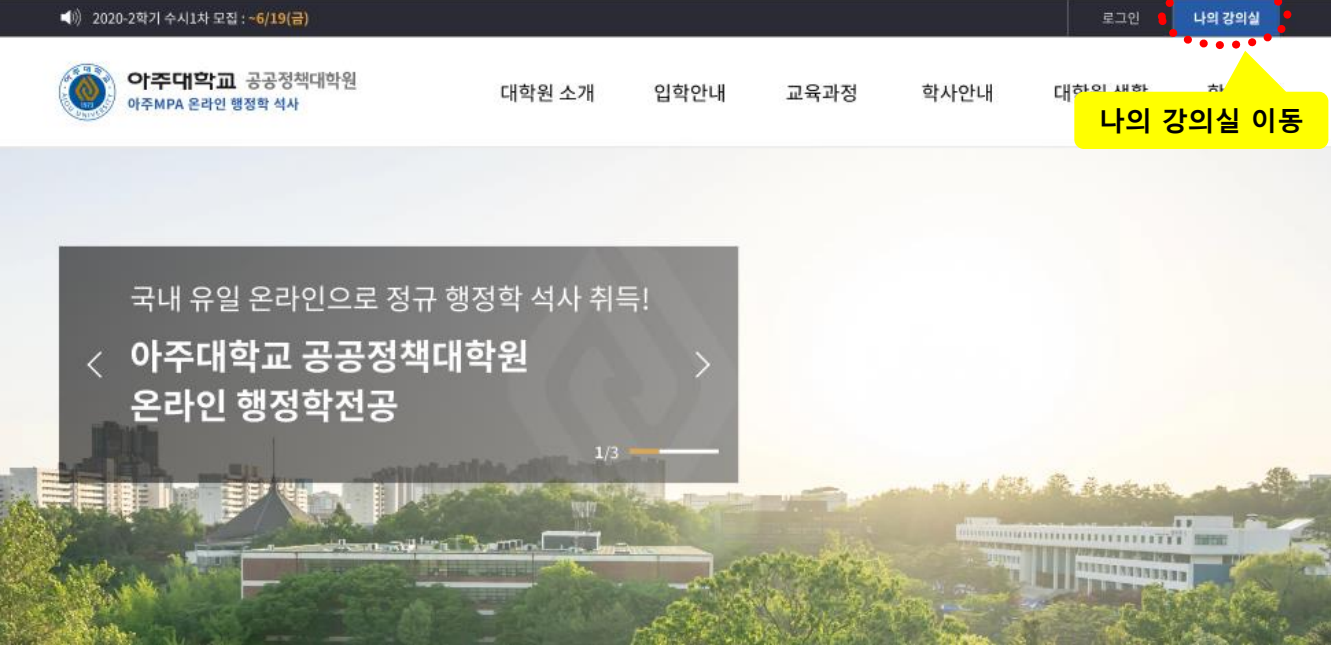 2020-2학기 수시1차 모집 : ~6/19(금)
로그인
나의 강의실
아주대학교 공공정책대학원
아주MPA 온라인 행정학 석사
대학원 소개
입학안내
교육과정
학사안내
대학원 생활
나의 강의실 이동
국내 유일 온라인으로 정규 행정학 석사 취득!
아주대학교 공공정책대학원
온라인 행정학전공
1/3